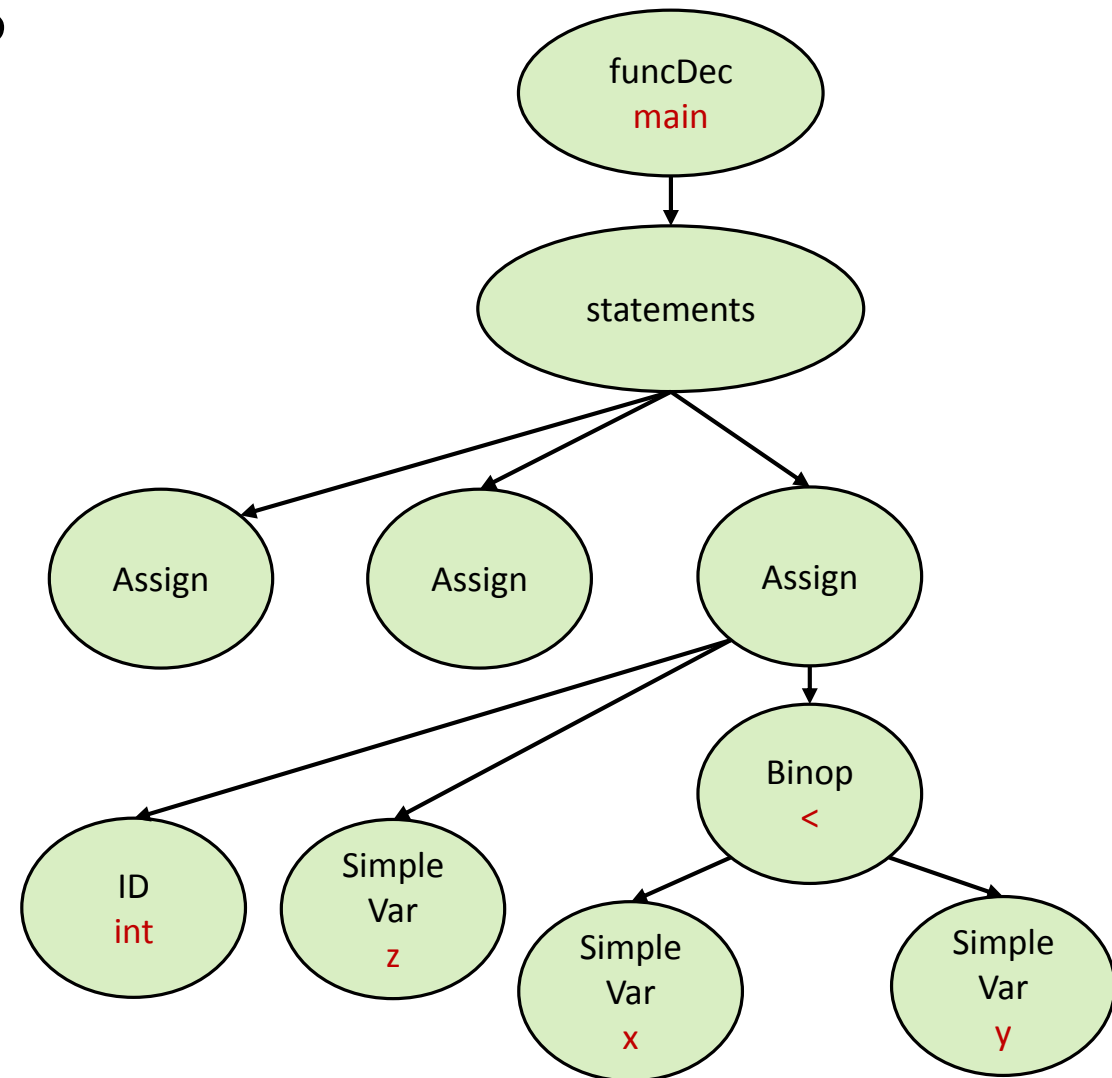 funcDec
main
statements
Assign
Assign
Assign
Binop
<
ID
int
Simple
Var
z
Simple
Var
x
Simple
Var
y